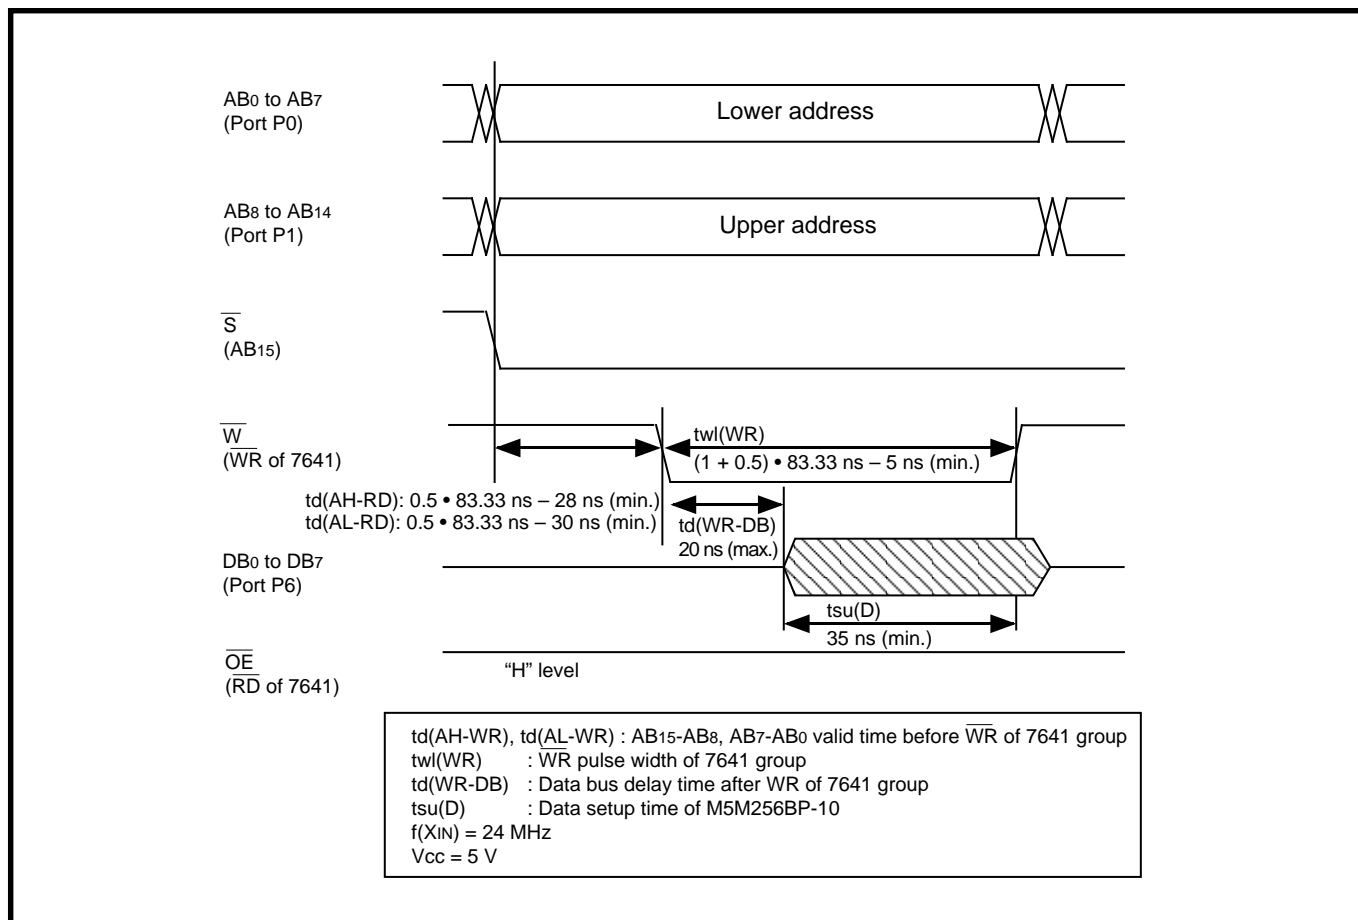 AB0 to AB7
(Port P0)
Lower address
AB8 to AB14
(Port P1)
Upper address
S
(AB15)
W
(WR of 7641)
twl(WR)
(1 + 0.5) • 83.33 ns – 5 ns (min.)
td(AH-RD): 0.5 • 83.33 ns – 28 ns (min.)
td(AL-RD): 0.5 • 83.33 ns – 30 ns (min.)
td(WR-DB)
20 ns (max.)
DB0 to DB7
(Port P6)
tsu(D)
35 ns (min.)
OE
(RD of 7641)
“H” level
td(AH-WR), td(AL-WR) : AB15-AB8, AB7-AB0 valid time before WR of 7641 group
twl(WR) : WR pulse width of 7641 group
td(WR-DB) : Data bus delay time after WR of 7641 group
tsu(D) : Data setup time of M5M256BP-10
f(XIN) = 24 MHz
Vcc = 5 V